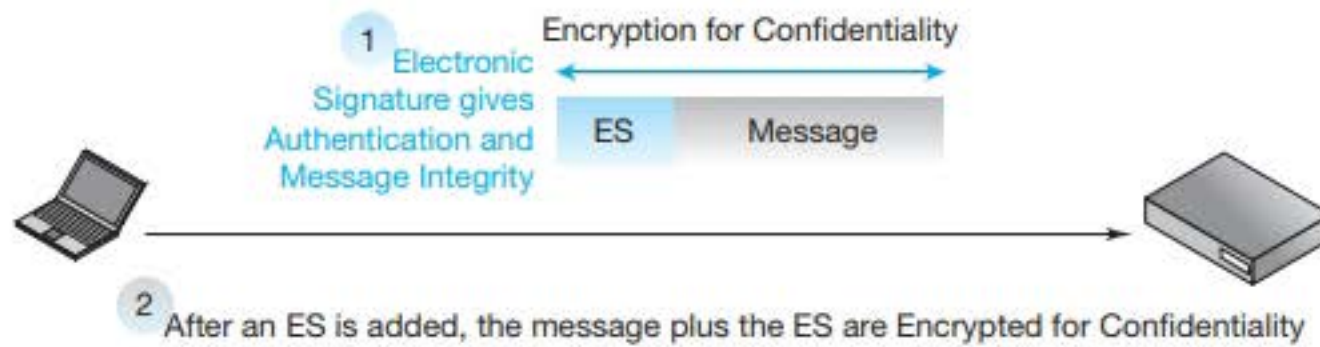 1
Encryption for Confidentiality
Electronic
Signature gives
Authentication and
Message Integrity
ES
Message
2
After an ES is added, the message plus the ES are Encrypted for Confidentiality